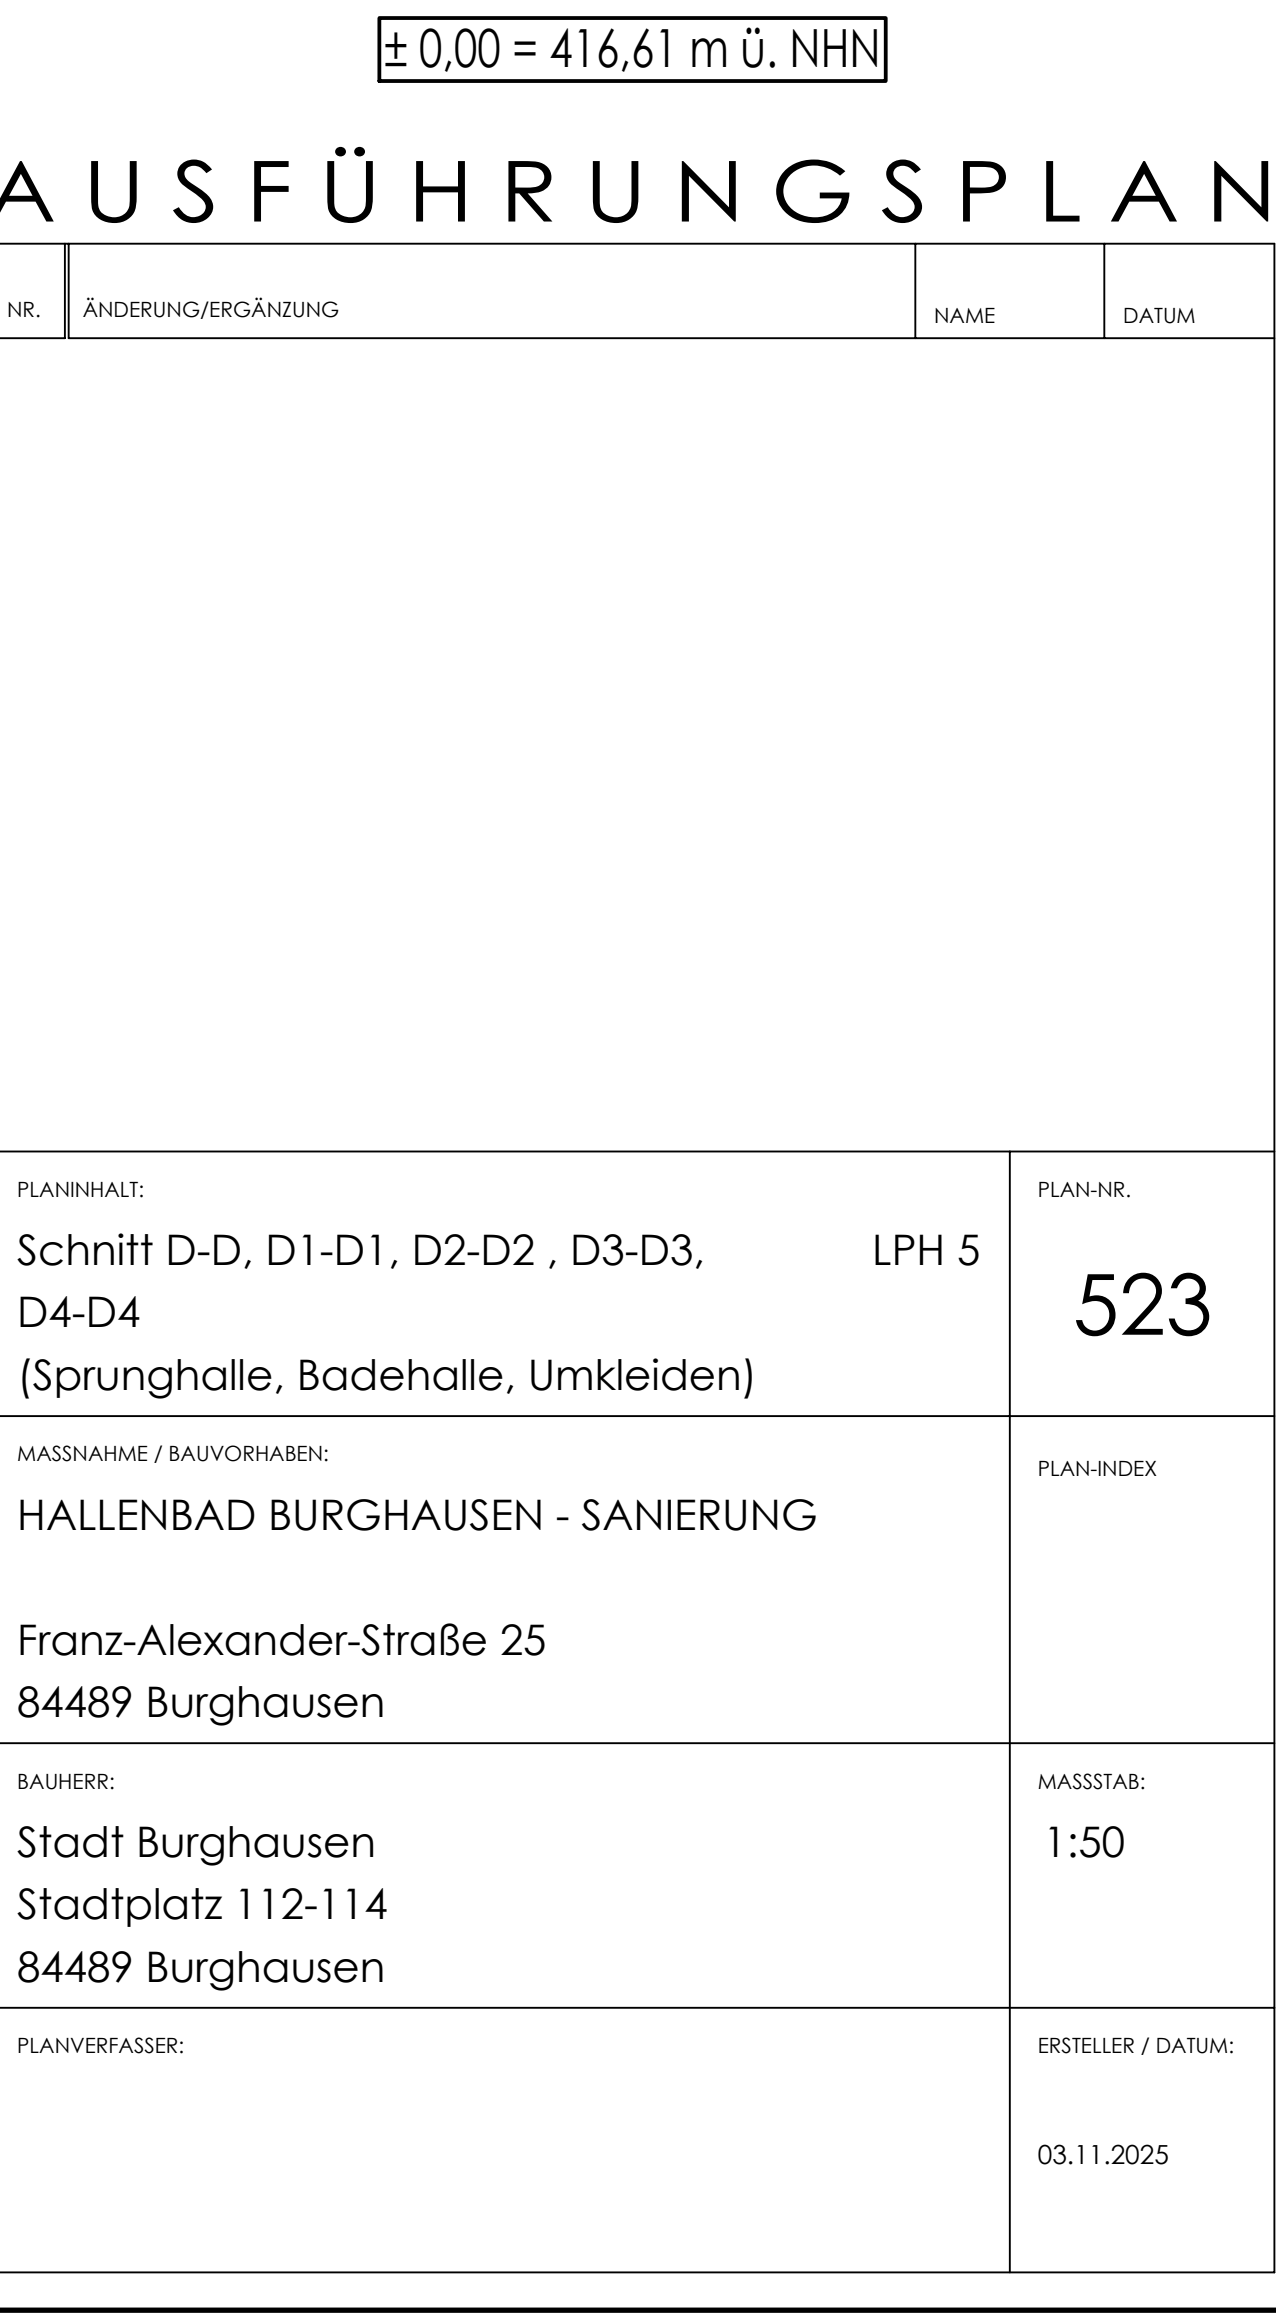 ± 0,00 = 416,61 m ü. NHN
AUSFÜHRUNGSPLAN
NR. ÄNDERUNG/ERGÄNZUNG NAME DATUM
PLANINHALT: PLAN-NR.
Schnitt D-D, D1-D1, D2-D2 , D3-D3, LPH 5
D4-D4
523
(Sprunghalle, Badehalle, Umkleiden)
MASSNAHME / BAUVORHABEN: PLAN-INDEX
HALLENBAD BURGHAUSEN - SANIERUNG
Franz-Alexander-Straße 25
84489 Burghausen
BAUHERR: MASSSTAB:
Stadt Burghausen 1:50
Stadtplatz 112-114
84489 Burghausen
PLANVERFASSER: ERSTELLER / DATUM:
03.11.2025